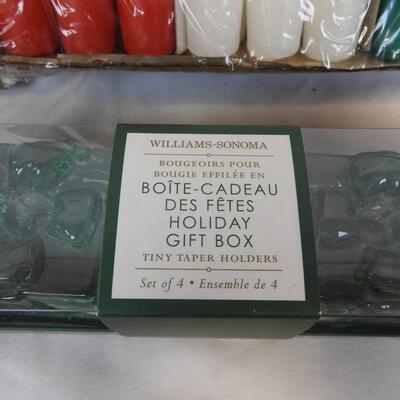 WILLIAMS-SONOMA
BOUGEOIRS POUR
BOUGIE EFFILÉE EN
BOÎTE-CADEAU
DES FÊTES
HOLIDAY
GIFT BOX
TINY TAPER HOLDERS
Set of 4 • Ensemble de 4